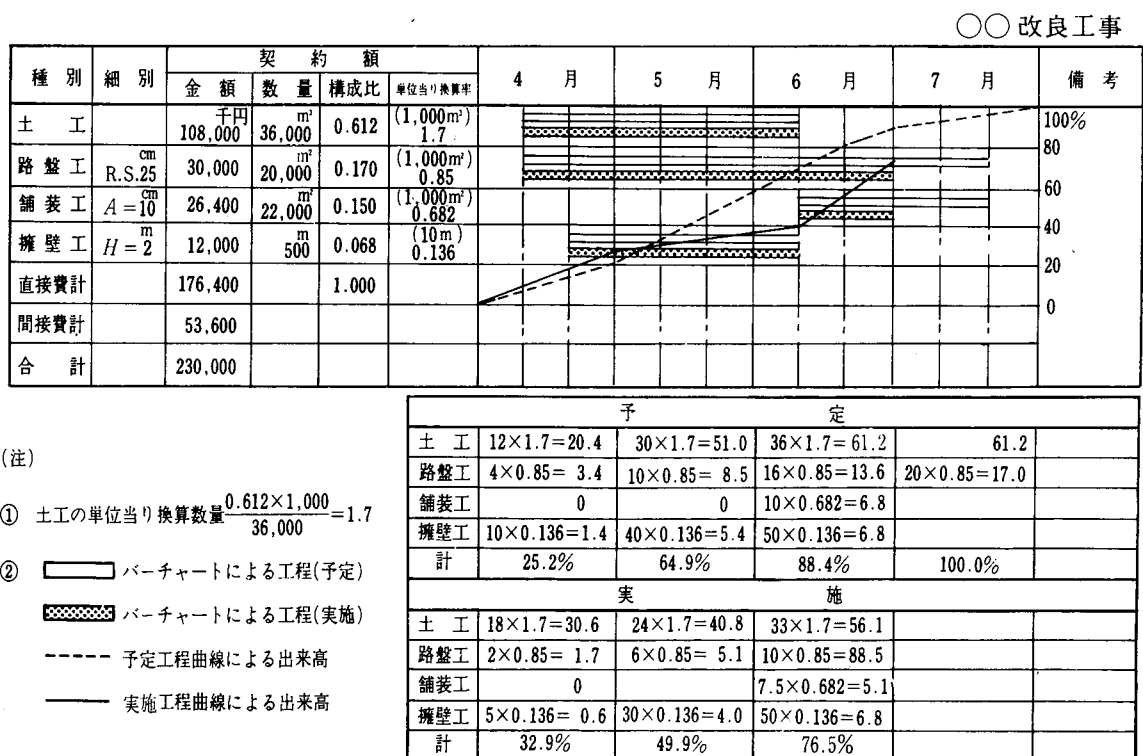 ○○改良工事
種別 細別 契約額 4月 5月 6月 7月 備考
金額 数量 構成比 単位当り換算率
土工 千円 108,000 m³ 36,000 0.612 (1,000m³) 1.7 100%
80
路盤工 R.S.25cm 30,000 m² 20,000 0.170 (1,000m²) 0.85
60
舗装工 A=10cm 26,400 m² 22,000 0.150 (1,000m²) 0.682
40
擁壁工 H=2m 12,000 m 500 0.068 (10m) 0.136
20
直接費計 176,400 1.000
0
間接費計 53,600
合計 230,000
(注)
① 土工の単位当り換算数量 0.612×1,000/36,000=1.7
② バーチャートによる工程(予定)
バーチャートによる工程(実施)
予定工程曲線による出来高
実施工程曲線による出来高
予定
土工 12×1.7=20.4 30×1.7=51.0 36×1.7=61.2 61.2
路盤工 4×0.85= 3.4 10×0.85= 8.5 16×0.85=13.6 20×0.85=17.0
舗装工 0 0 10×0.682=6.8
擁壁工 10×0.136=1.4 40×0.136=5.4 50×0.136=6.8
計 25.2% 64.9% 88.4% 100.0%
実施
土工 18×1.7=30.6 24×1.7=40.8 33×1.7=56.1
路盤工 2×0.85= 1.7 6×0.85= 5.1 10×0.85=88.5
舗装工 0 7.5×0.682=5.1
擁壁工 5×0.136= 0.6 30×0.136=4.0 50×0.136=6.8
計 32.9% 49.9% 76.5%